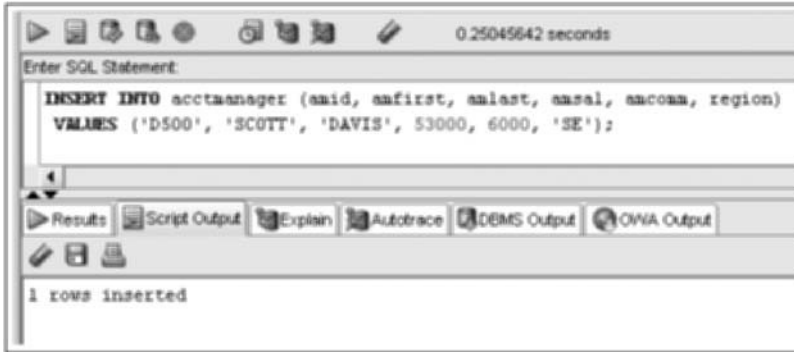 0.25045642 seconds
Enter SQL Statement:
INSERT INTO acctmanager (amid, amfirst, amlast, amsal, amcomm, region)
VALUES ('D500', 'SCOTT', 'DAVIS', 53000, 6000, 'SE');
Results Script Output Explain Autotrace DBMS Output OWA Output
1 rows inserted